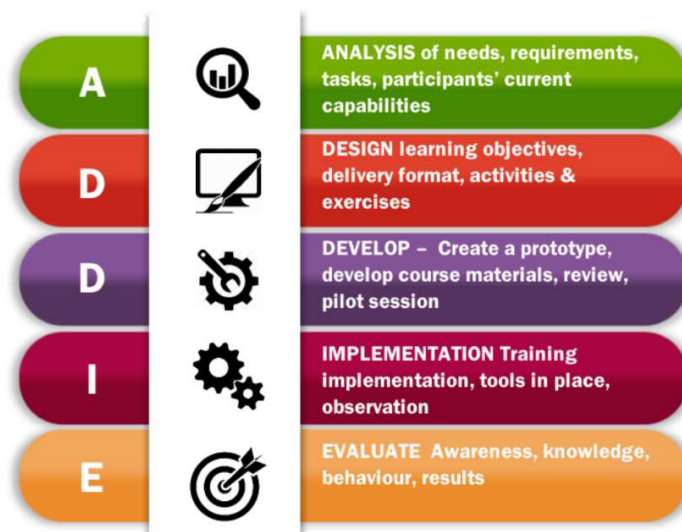 A
ANALYSIS of needs, requirements,
tasks, participants' current
capabilities
D
DESIGN learning objectives,
delivery format, activities &
exercises
D
DEVELOP – Create a prototype,
develop course materials, review,
pilot session
I
IMPLEMENTATION Training
implementation, tools in place,
observation
E
EVALUATE Awareness, knowledge,
behaviour, results